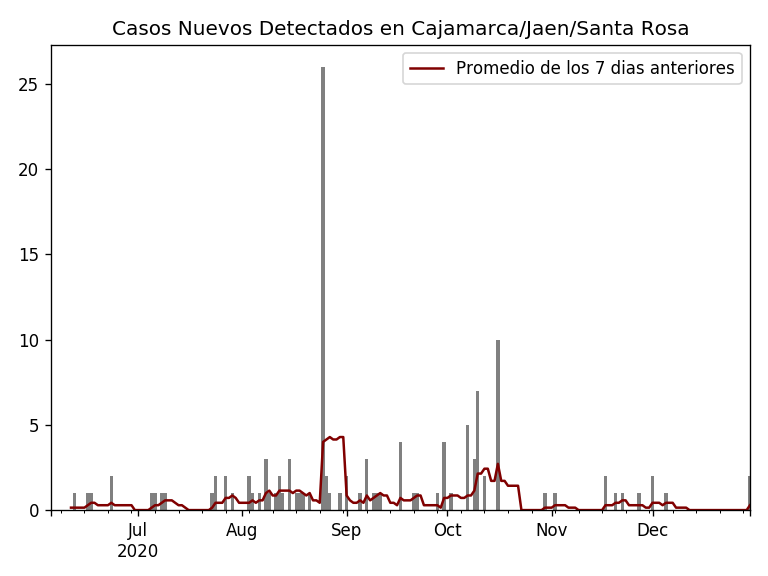 Casos Nuevos Detectados en Cajamarca/Jaen/Santa Rosa
Promedio de los 7 dias anteriores
25
20
15
10
5
0
Jul Aug Sep Oct Nov Dec
2020